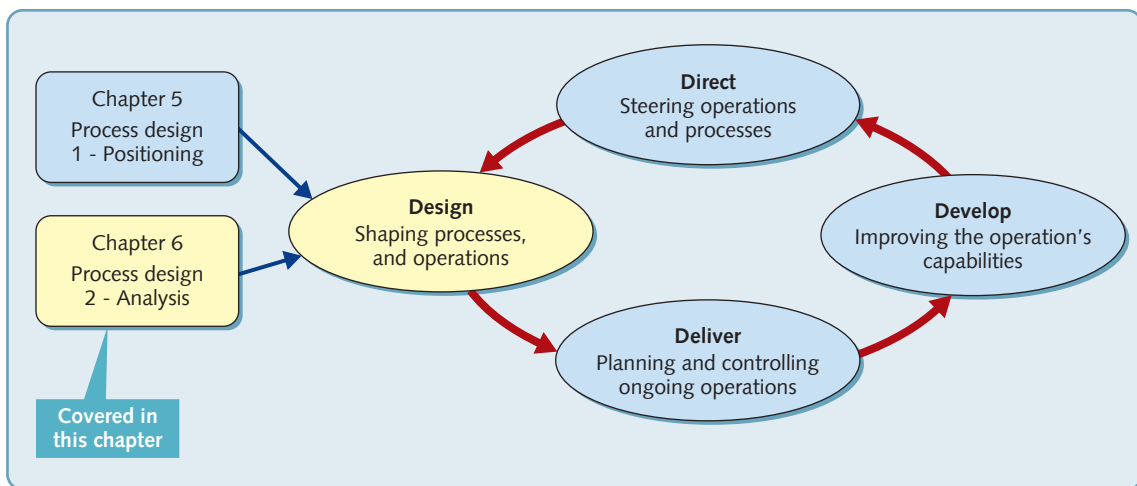 Chapter 5
Process design
1 - Positioning
Chapter 6
Process design
2 - Analysis
Covered in
this chapter
Design
Shaping processes,
and operations
Direct
Steering operations
and processes
Develop
Improving the operation's
capabilities
Deliver
Planning and controlling
ongoing operations